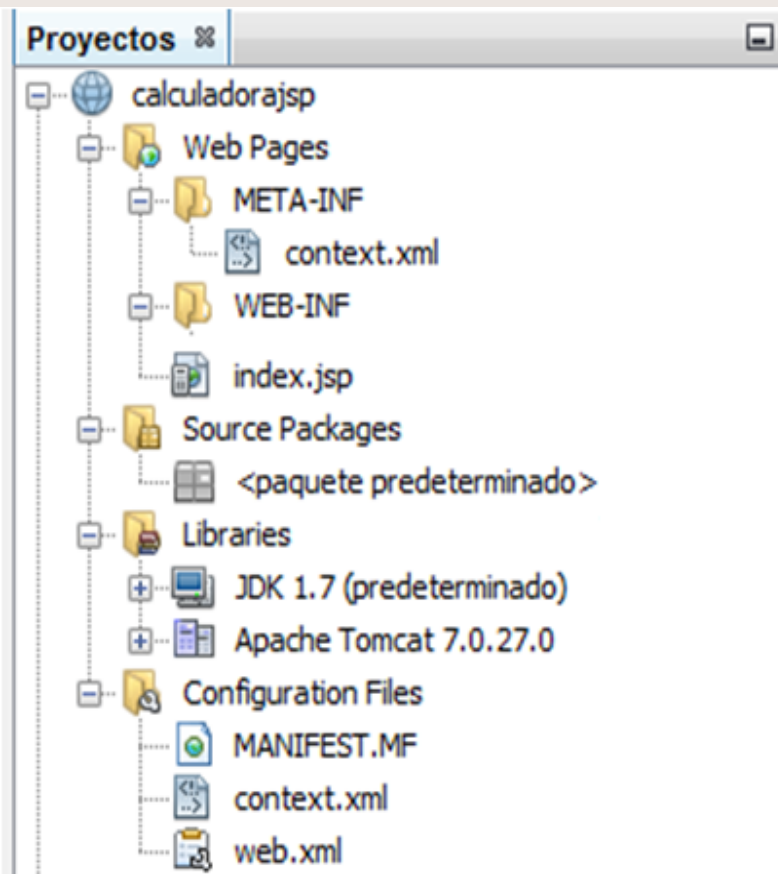 Proyectos
calculadorajsp
Web Pages
META-INF
context.xml
WEB-INF
index.jsp
Source Packages
<paquete predeterminado>
Libraries
JDK 1.7 (predeterminado)
Apache Tomcat 7.0.27.0
Configuration Files
MANIFEST.MF
context.xml
web.xml